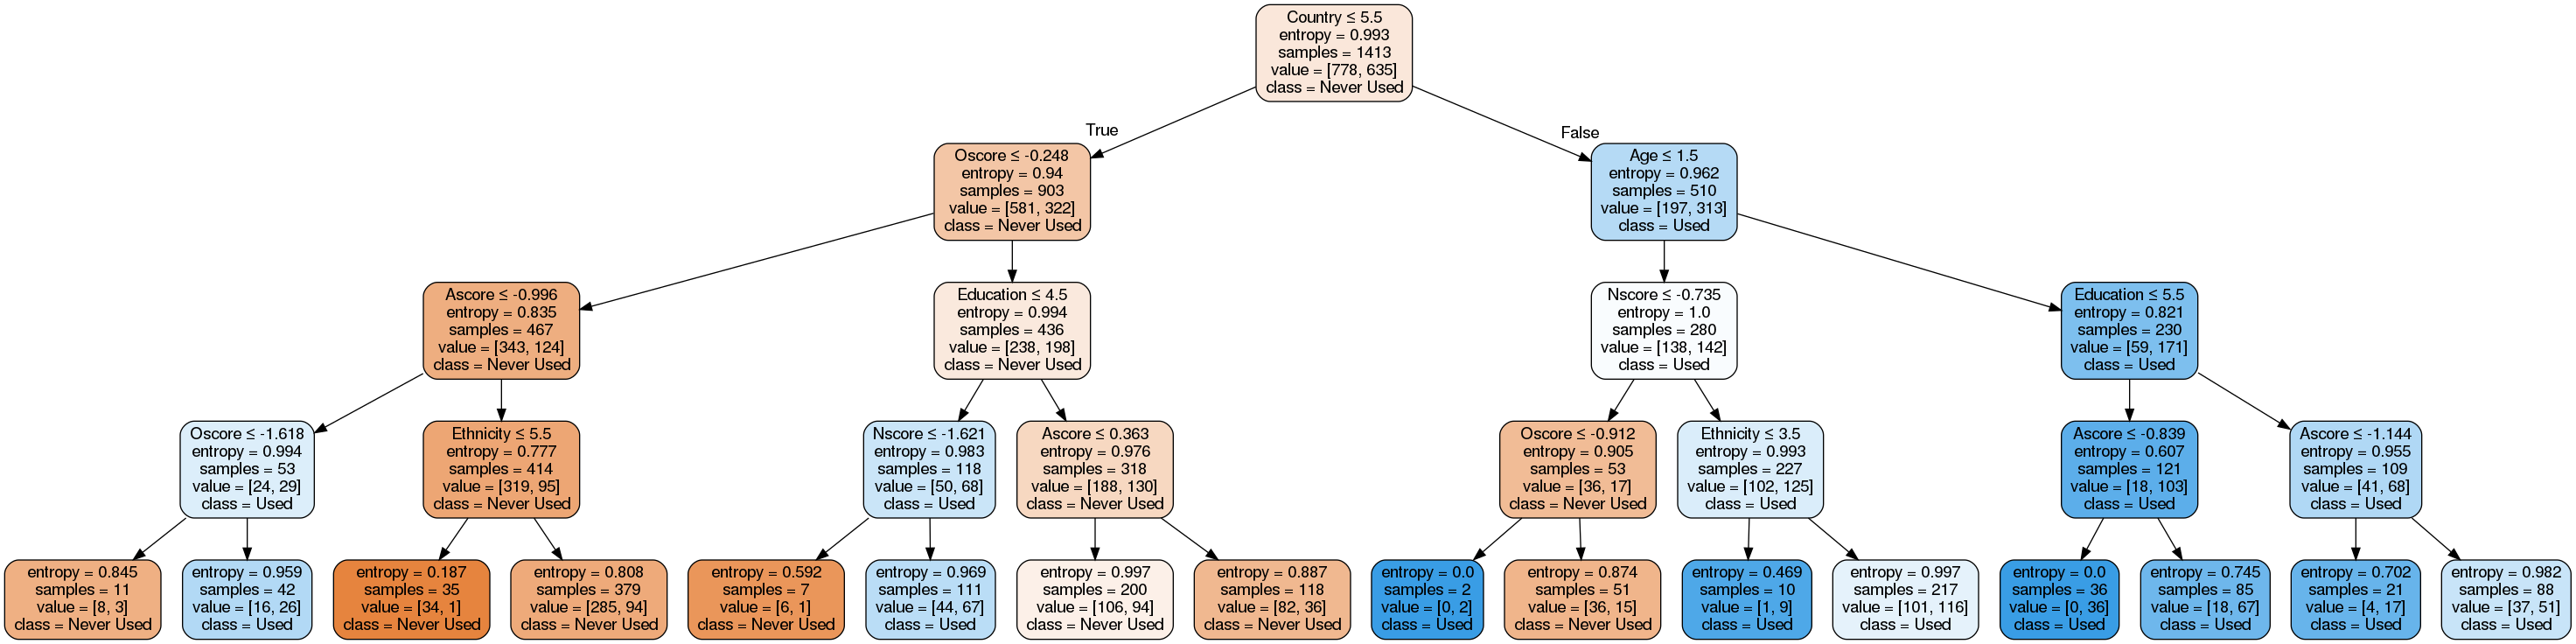 Country ≤ 5.5
entropy = 0.993
samples = 1413
value = [778, 635]
class = Never Used
True
False
Oscore ≤ -0.248
entropy = 0.94
samples = 903
value = [581, 322]
class = Never Used
Age ≤ 1.5
entropy = 0.962
samples = 510
value = [197, 313]
class = Used
Ascore ≤ -0.996
entropy = 0.835
samples = 467
value = [343, 124]
class = Never Used
Education ≤ 4.5
entropy = 0.994
samples = 436
value = [238, 198]
class = Never Used
Nscore ≤ -0.735
entropy = 1.0
samples = 280
value = [138, 142]
class = Used
Education ≤ 5.5
entropy = 0.821
samples = 230
value = [59, 171]
class = Used
Oscore ≤ -1.618
entropy = 0.994
samples = 53
value = [24, 29]
class = Used
Ethnicity ≤ 5.5
entropy = 0.777
samples = 414
value = [319, 95]
class = Never Used
Nscore ≤ -1.621
entropy = 0.983
samples = 118
value = [50, 68]
class = Used
Ascore ≤ 0.363
entropy = 0.976
samples = 318
value = [188, 130]
class = Never Used
Oscore ≤ -0.912
entropy = 0.905
samples = 53
value = [36, 17]
class = Never Used
Ethnicity ≤ 3.5
entropy = 0.993
samples = 227
value = [102, 125]
class = Used
Ascore ≤ -0.839
entropy = 0.607
samples = 121
value = [18, 103]
class = Used
Ascore ≤ -1.144
entropy = 0.955
samples = 109
value = [41, 68]
class = Used
entropy = 0.845
samples = 11
value = [8, 3]
class = Never Used
entropy = 0.959
samples = 42
value = [16, 26]
class = Used
entropy = 0.187
samples = 35
value = [34, 1]
class = Never Used
entropy = 0.808
samples = 379
value = [285, 94]
class = Never Used
entropy = 0.592
samples = 7
value = [6, 1]
class = Never Used
entropy = 0.969
samples = 111
value = [44, 67]
class = Used
entropy = 0.997
samples = 200
value = [106, 94]
class = Never Used
entropy = 0.887
samples = 118
value = [82, 36]
class = Never Used
entropy = 0.0
samples = 2
value = [0, 2]
class = Used
entropy = 0.874
samples = 51
value = [36, 15]
class = Never Used
entropy = 0.469
samples = 10
value = [1, 9]
class = Used
entropy = 0.997
samples = 217
value = [101, 116]
class = Used
entropy = 0.0
samples = 36
value = [0, 36]
class = Used
entropy = 0.745
samples = 85
value = [18, 67]
class = Used
entropy = 0.702
samples = 21
value = [4, 17]
class = Used
entropy = 0.982
samples = 88
value = [37, 51]
class = Used